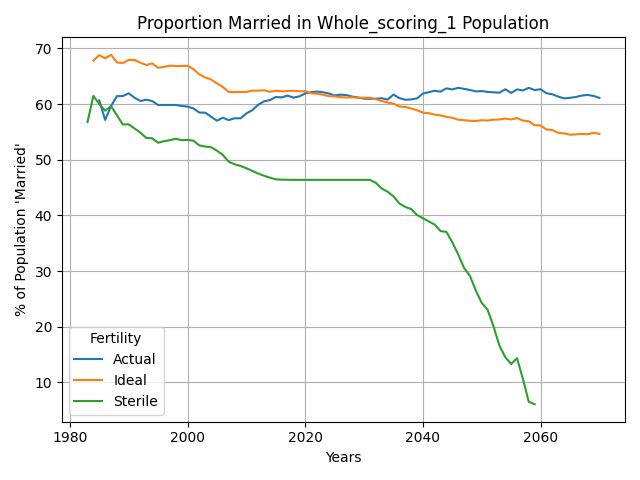 Proportion Married in Whole_scoring_1 Population
% of Population 'Married'
70
60
50
40
30
20
10
Fertility
Actual
Ideal
Sterile
1980 2000 2020 2040 2060
Years